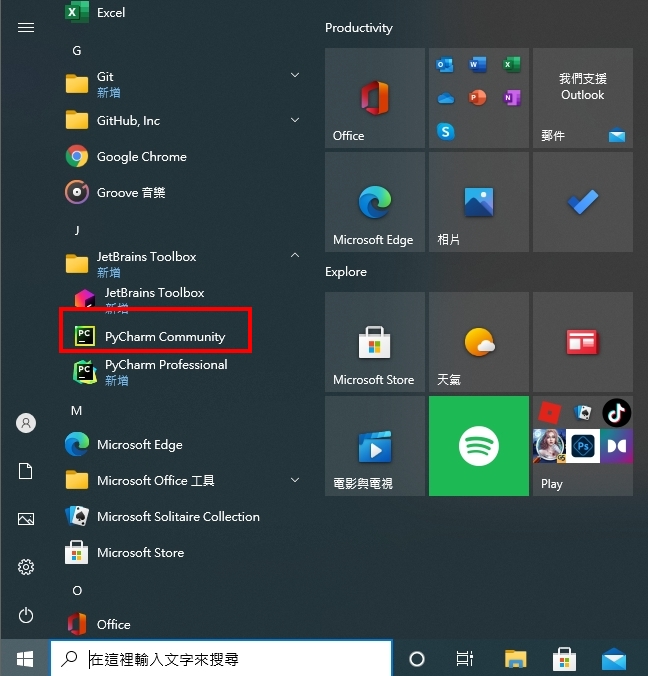 Excel
G
Git
新增
GitHub, Inc
Google Chrome
Groove 音樂
J
JetBrains Toolbox
新增
JetBrains Toolbox
新增
PC
PyCharm Community
PC
PyCharm Professional
新增
M
Microsoft Edge
Microsoft Office 工具
Microsoft Solitaire Collection
Microsoft Store
O
Office
在這裡輸入文字來搜尋
Productivity
Office
我們支援
Outlook
郵件
Microsoft Edge
相片
Explore
Microsoft Store
天氣
電影與電視
Ps
Play